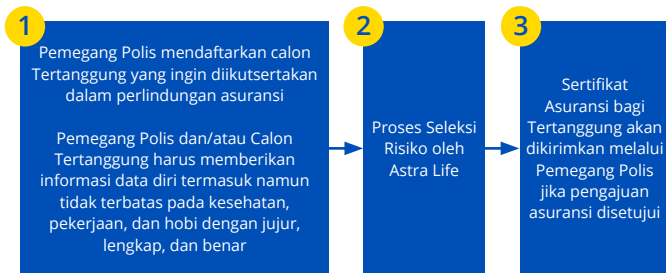 1
Pemegang Polis mendaftarkan calon
Tertanggung yang ingin diikutsertakan
dalam perlindungan asuransi
Pemegang Polis dan/atau Calon
Tertanggung harus memberikan
informasi data diri termasuk namun
tidak terbatas pada kesehatan,
pekerjaan, dan hobi dengan jujur,
lengkap, dan benar
2
Proses Seleksi
Risiko oleh
Astra Life
3
Sertifikat
Asuransi bagi
Tertanggung akan
dikirimkan melalui
Pemegang Polis
jika pengajuan
asuransi disetujui